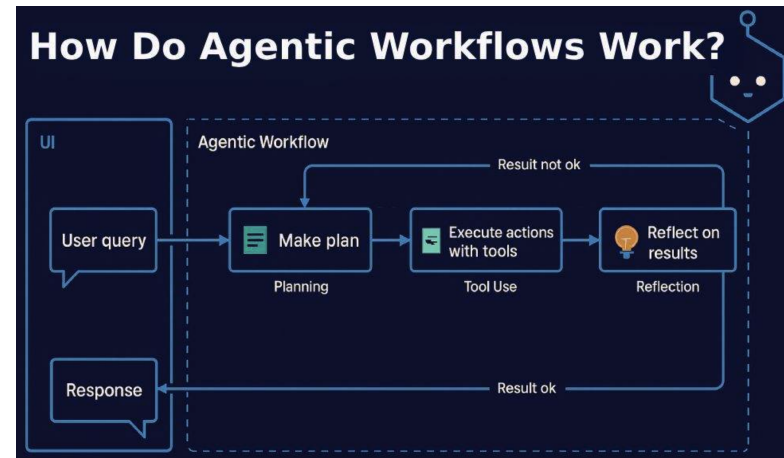 How Do Agentic Workflows Work?
UI
Agentic Workflow
Result not ok
User query
Make plan
Execute actions
with tools
Reflect on
results
Planning
Tool Use
Reflection
Response
Result ok